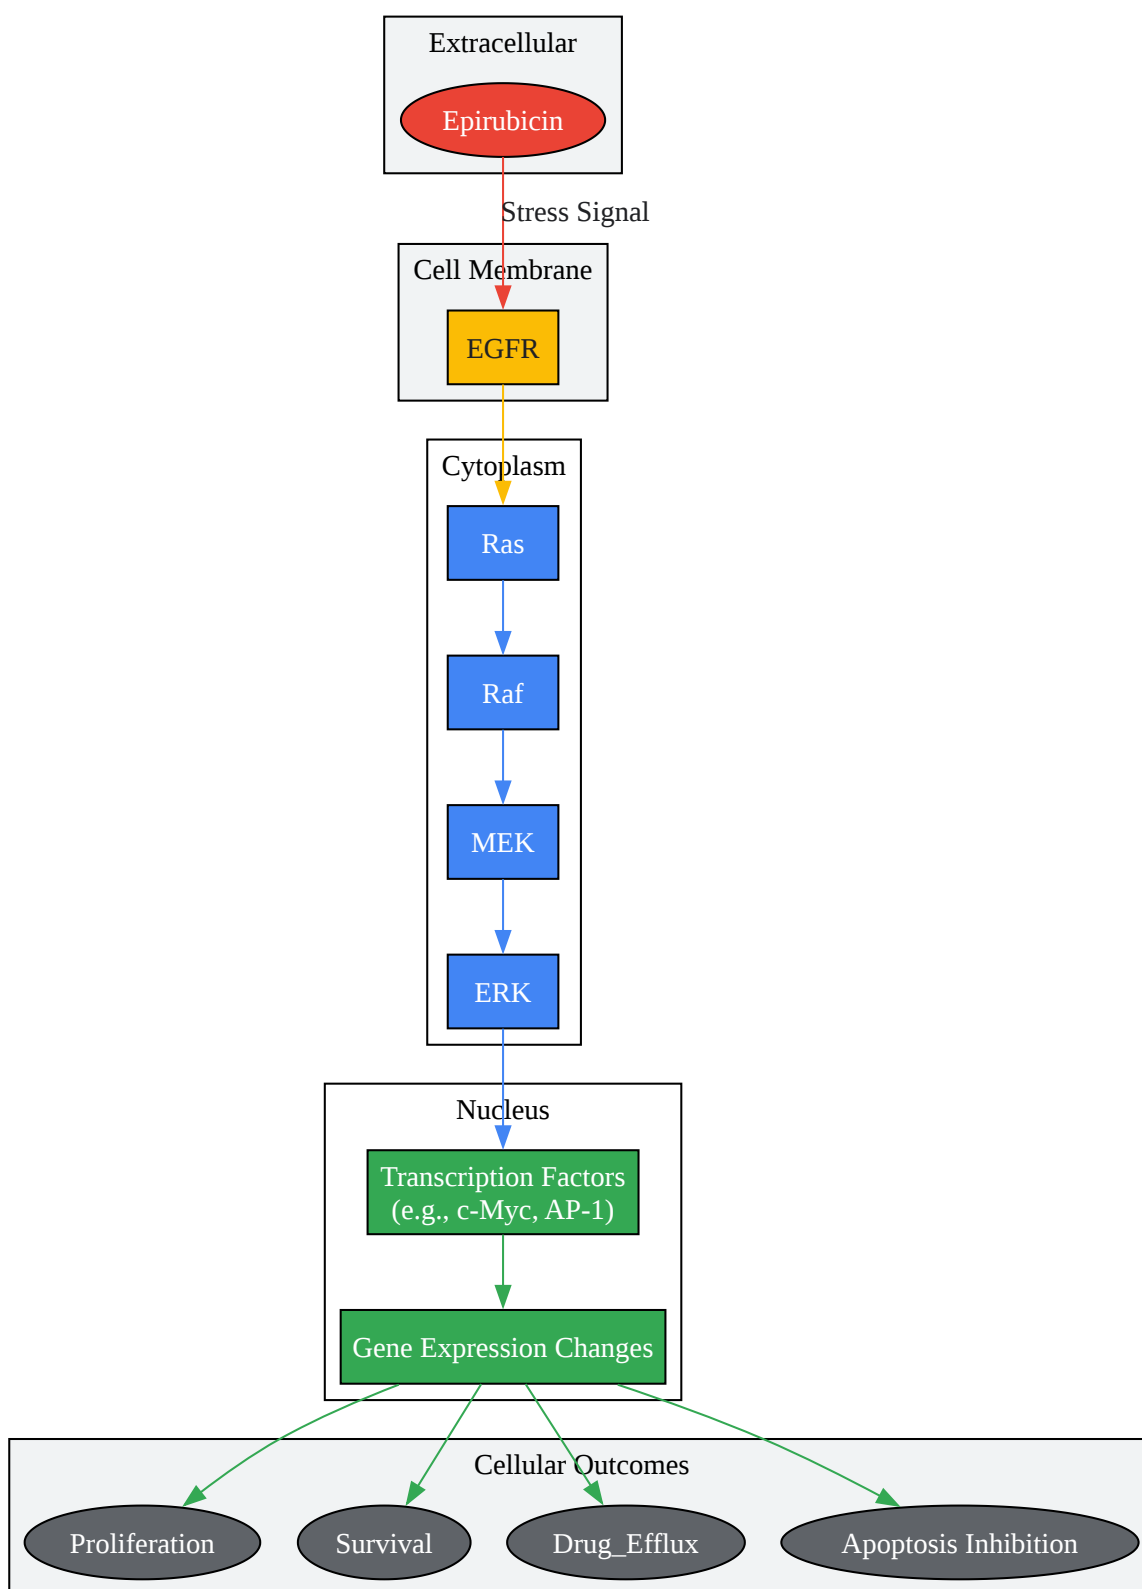 Extracellular
Epirubicin
Stress Signal
Cell Membrane
EGFR
Cytoplasm
Ras
Raf
MEK
ERK
Nucleus
Transcription Factors
(e.g., c-Myc, AP-1)
Gene Expression Changes
Cellular Outcomes
Proliferation
Survival
Drug_Efflux
Apoptosis Inhibition